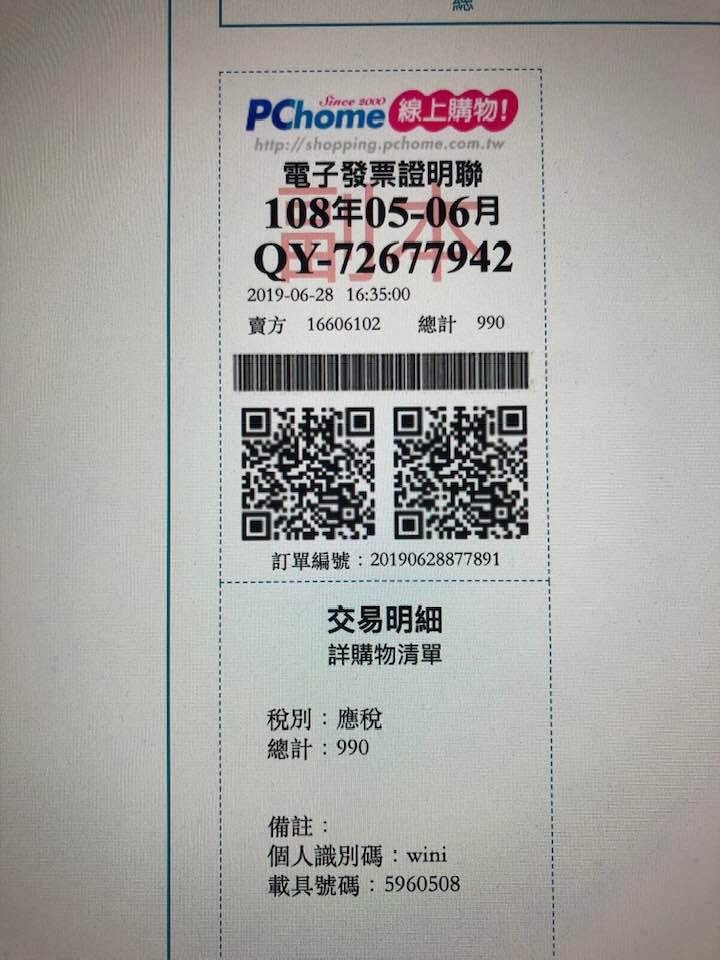 總
Since 2000
PChome 線上購物!
http://shopping.pchome.com.tw
電子發票證明聯
副本
108年05-06月
QY-72677942
2019-06-28 16:35:00
賣方 16606102 總計 990
訂單編號：20190628877891
交易明細
詳購物清單
稅別：應稅
總計：990
備註：
個人識別碼：wini
載具號碼：5960508